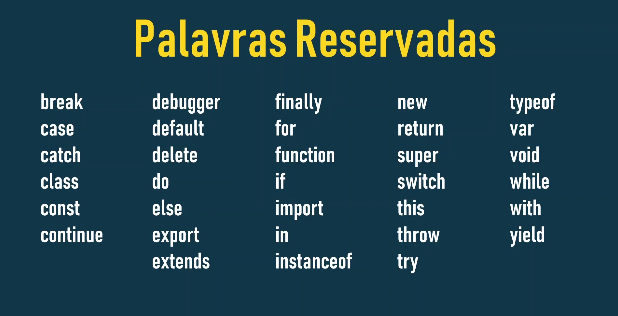 Palavras Reservadas
break
case
catch
class
const
continue
debugger
default
delete
do
else
export
extends
finally
for
function
if
import
in
instanceof
new
return
super
switch
this
throw
try
typeof
var
void
while
with
yield